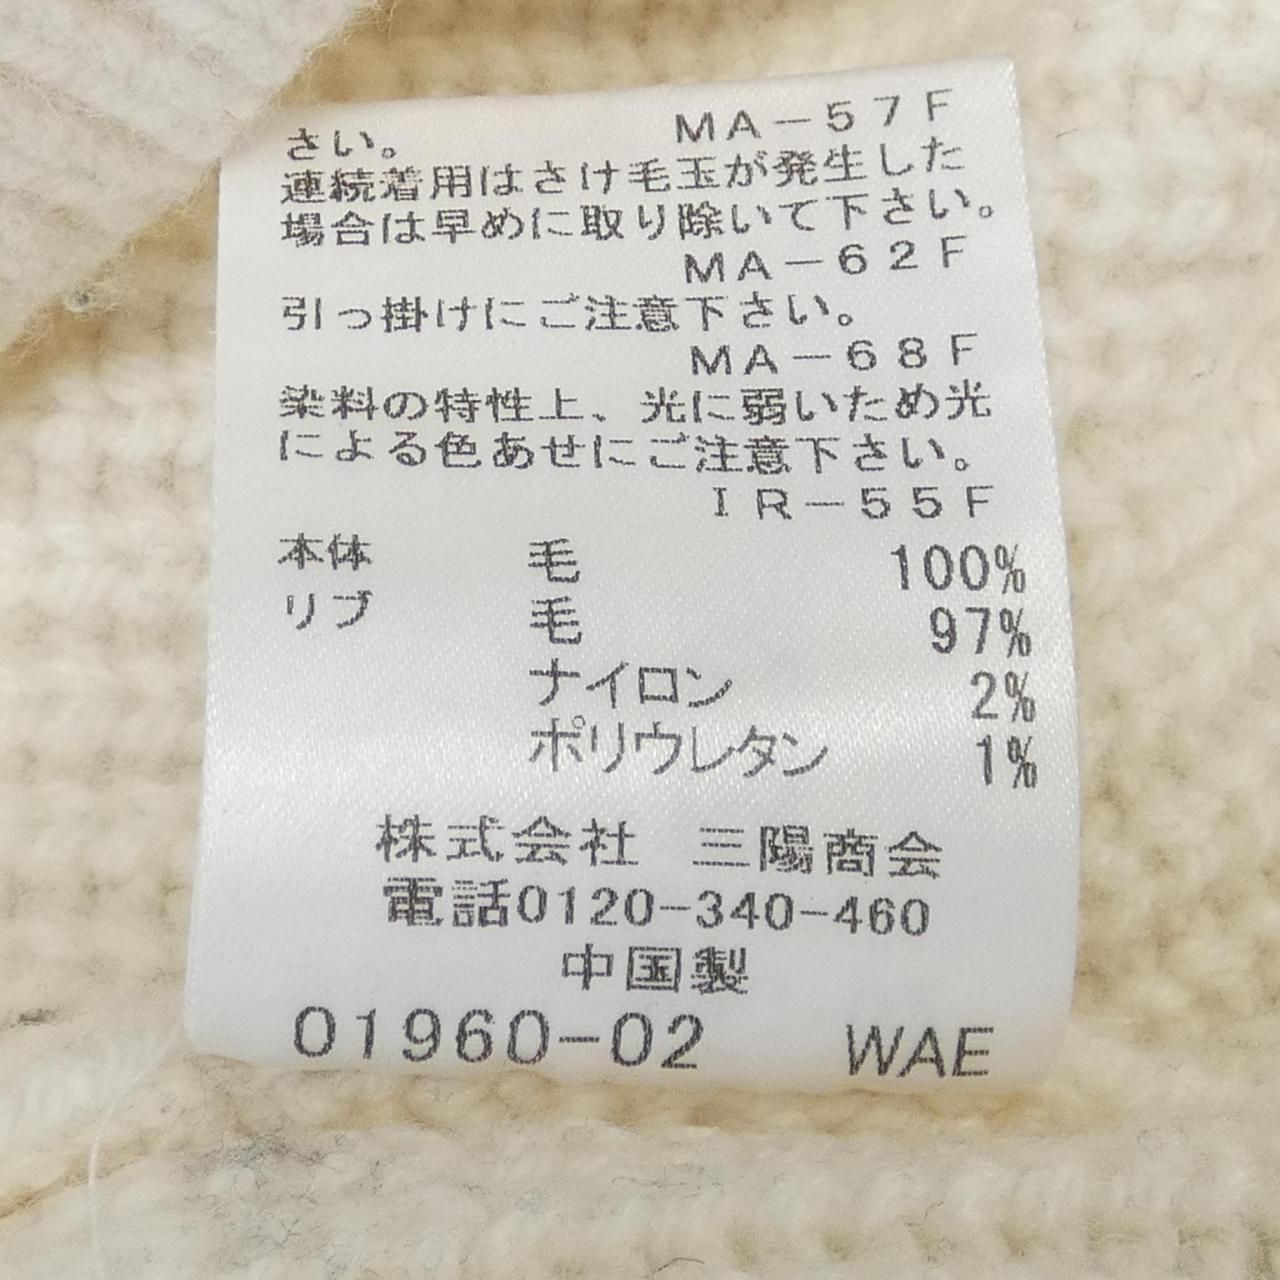 さい。 MA-57F
連続着用はさけ毛玉が発生した
場合は早めに取り除いて下さい。
MA-62F
引っ掛けにご注意下さい。
MA-68F
染料の特性上、光に弱いため光
による色あせにご注意下さい。
IR-55F
本体 毛 100%
リブ 毛 97%
ナイロン 2%
ポリウレタン 1%
株式会社 三陽商会
電話0120-340-460
中国製
01960-02 WAE